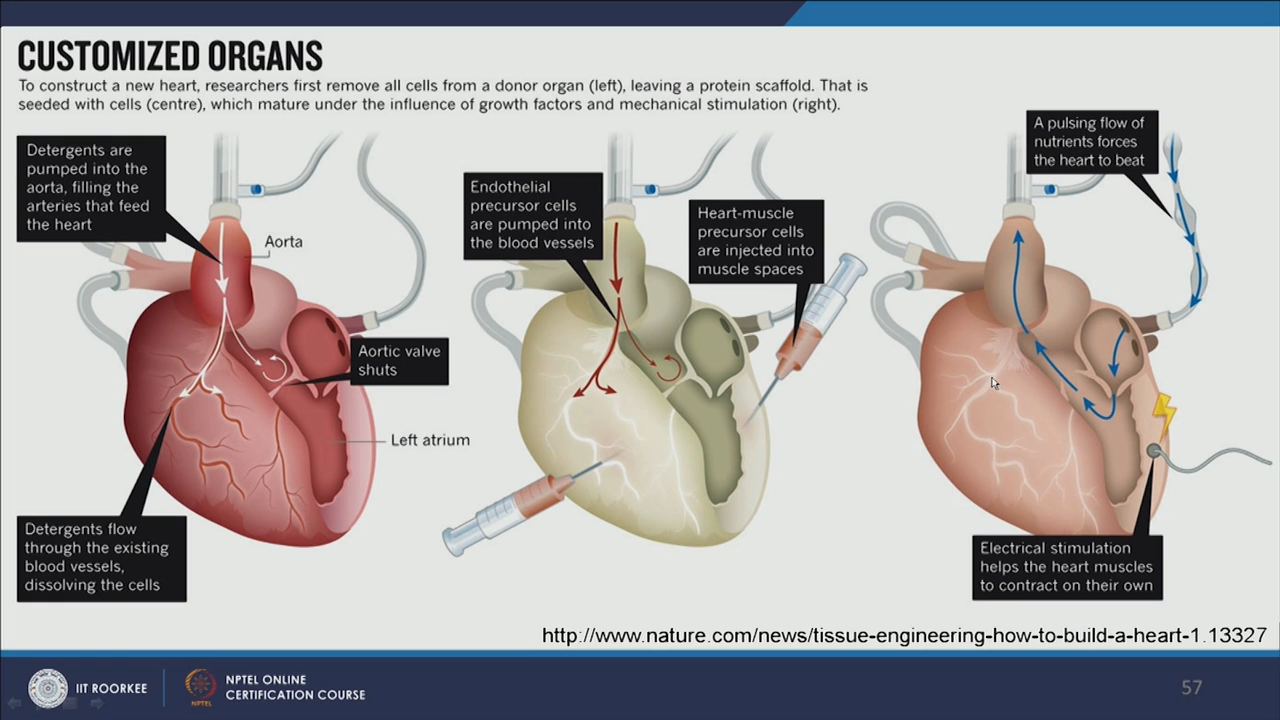 CUSTOMIZED ORGANS
To construct a new heart, researchers first remove all cells from a donor organ (left), leaving a protein scaffold. That is
seeded with cells (centre), which mature under the influence of growth factors and mechanical stimulation (right).
Detergents are
pumped into the
aorta, filling the
arteries that feed
the heart
Aorta
Aortic valve
shuts
Left atrium
Detergents flow
through the existing
blood vessels,
dissolving the cells
Endothelial
precursor cells
are pumped into
the blood vessels
Heart-muscle
precursor cells
are injected into
muscle spaces
A pulsing flow of
nutrients forces
the heart to beat
Electrical stimulation
helps the heart muscles
to contract on their own
http://www.nature.com/news/tissue-engineering-how-to-build-a-heart-1.13327
IIT ROORKEE
NPTEL
NPTEL ONLINE
CERTIFICATION COURSE
57